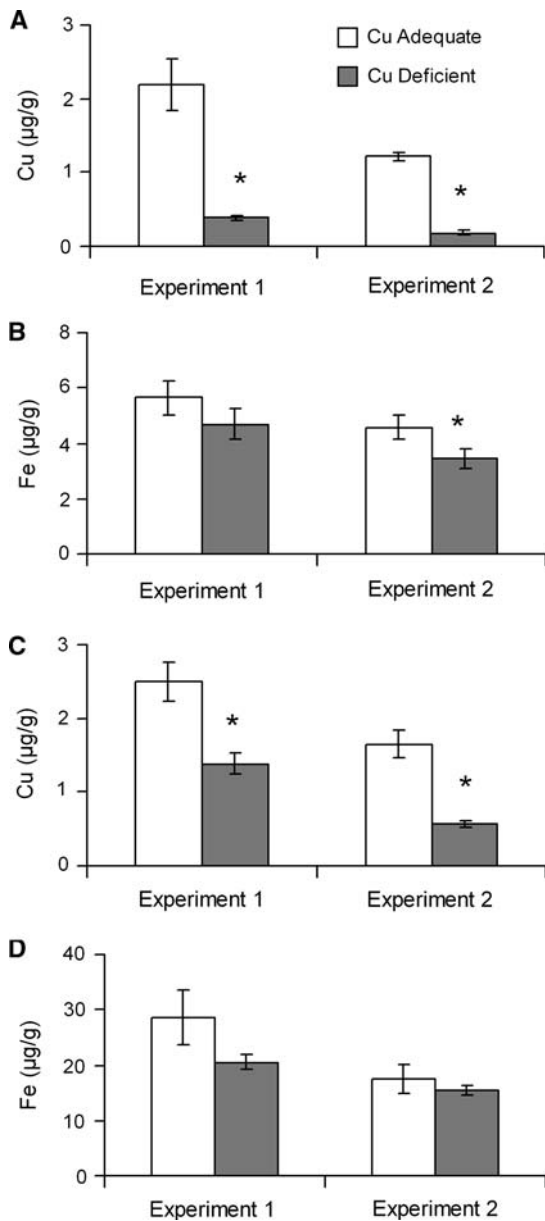 A
3
Cu Adequate
Cu Deficient
2
Cu (µg/g)
*
1
*
0
Experiment 1 Experiment 2
B
8
6
*
Fe (µg/g)
4
2
0
Experiment 1 Experiment 2
C
3
2
*
Cu (µg/g)
*
1
0
Experiment 1 Experiment 2
D
40
30
Fe (µg/g)
20
10
0
Experiment 1 Experiment 2